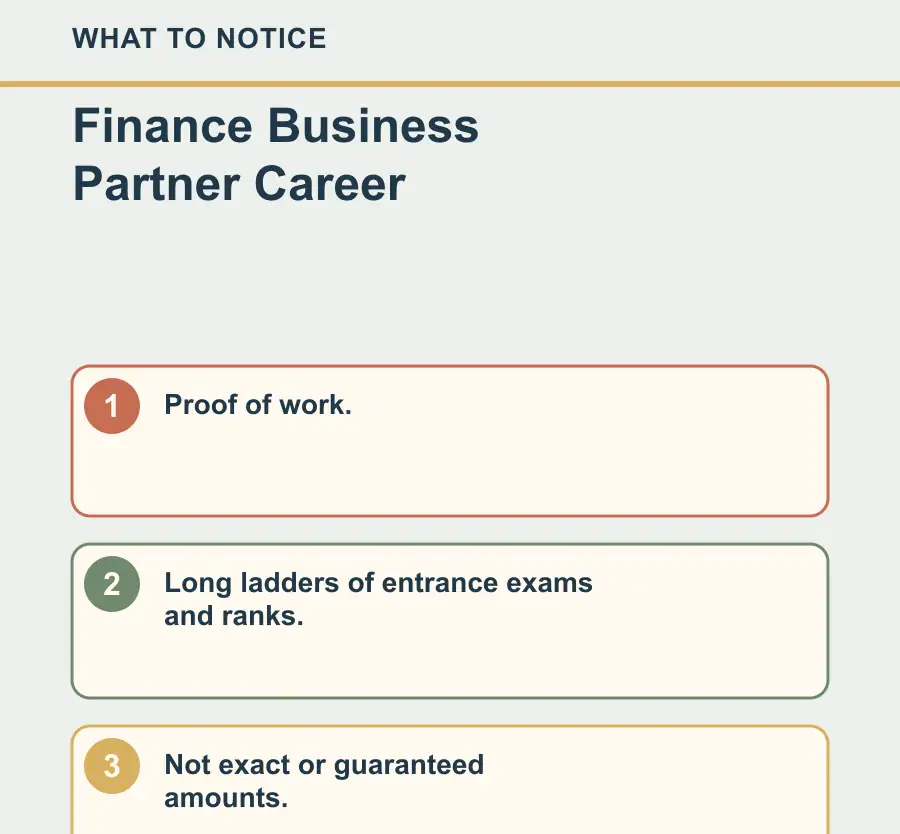 WHAT TO NOTICE
Finance Business
Partner Career
1
Proof of work.
2
Long ladders of entrance exams
and ranks.
3
Not exact or guaranteed
amounts.